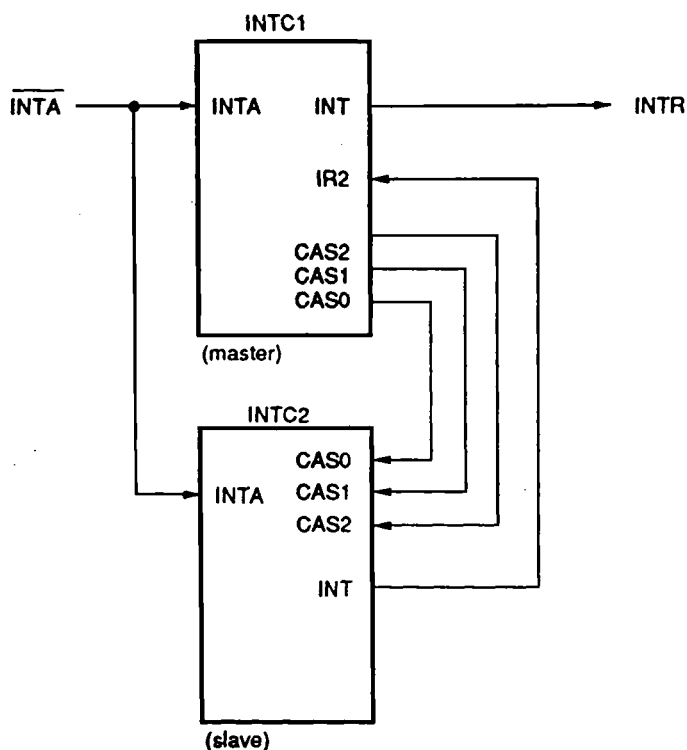 INTC1
INTA
INTA
INT
INTR
IR2
CAS2
CAS1
CAS0
(master)
INTC2
CAS0
INTA
CAS1
CAS2
INT
(slave)